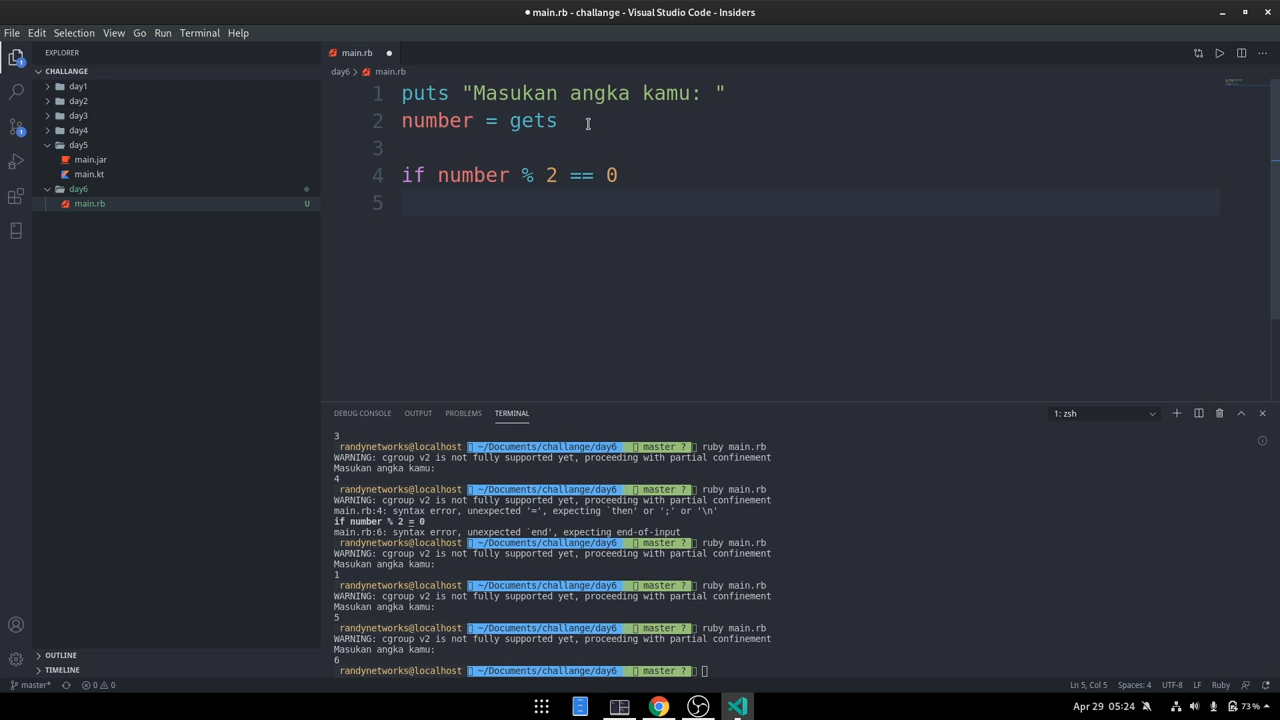 ● main.rb - challange - Visual Studio Code - Insiders
File Edit Selection View Go Run Terminal Help
EXPLORER
CHALLANGE
day1
day2
day3
day4
day5
main.jar
main.kt
day6
main.rb U
OUTLINE
TIMELINE
1
1
main.rb ●
day6 > main.rb
1 puts "Masukan angka kamu: "
2 number = gets
3
4 if number % 2 == 0
5
DEBUG CONSOLE OUTPUT PROBLEMS TERMINAL 1: zsh
3
randynetworks@localhost ~/Documents/challange/day6 master ? ruby main.rb
WARNING: cgroup v2 is not fully supported yet, proceeding with partial confinement
Masukan angka kamu:
4
randynetworks@localhost ~/Documents/challange/day6 master ? ruby main.rb
WARNING: cgroup v2 is not fully supported yet, proceeding with partial confinement
main.rb:4: syntax error, unexpected '=', expecting `then' or ';' or '\n'
if number % 2 = 0
main.rb:6: syntax error, unexpected `end', expecting end-of-input
randynetworks@localhost ~/Documents/challange/day6 master ? ruby main.rb
WARNING: cgroup v2 is not fully supported yet, proceeding with partial confinement
Masukan angka kamu:
1
randynetworks@localhost ~/Documents/challange/day6 master ? ruby main.rb
WARNING: cgroup v2 is not fully supported yet, proceeding with partial confinement
Masukan angka kamu:
5
randynetworks@localhost ~/Documents/challange/day6 master ? ruby main.rb
WARNING: cgroup v2 is not fully supported yet, proceeding with partial confinement
Masukan angka kamu:
6
randynetworks@localhost ~/Documents/challange/day6 master ?
master* 0 0 Ln 5, Col 5 Spaces: 4 UTF-8 LF Ruby
Apr 29 05:24 73 %